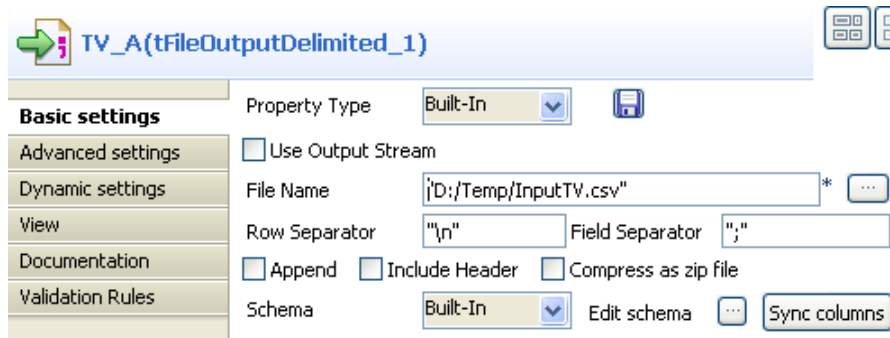 TV_A(tFileOutputDelimited_1)
Basic settings
Advanced settings
Dynamic settings
View
Documentation
Validation Rules
Property Type Built-In
Use Output Stream
File Name "D:/Temp/InputTV.csv" * ...
Row Separator "\n" Field Separator ";"
Append Include Header Compress as zip file
Schema Built-In Edit schema ... Sync columns